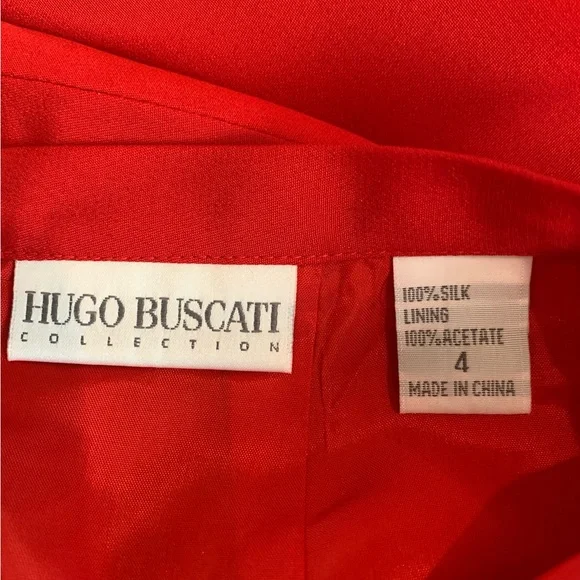 HUGO BUSCATI
COLLECTION
100%SILK
LINING
100%ACETATE
4
MADE IN CHINA